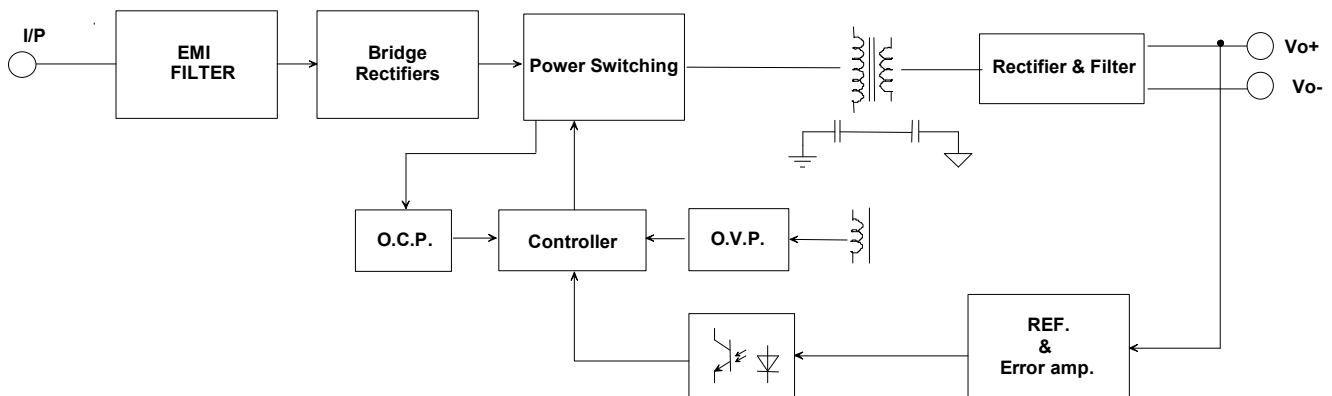 I/P
EMI
FILTER
Bridge
Rectifiers
Power Switching
Rectifier & Filter
Vo+
Vo-
O.C.P.
Controller
O.V.P.
REF.
&
Error amp.